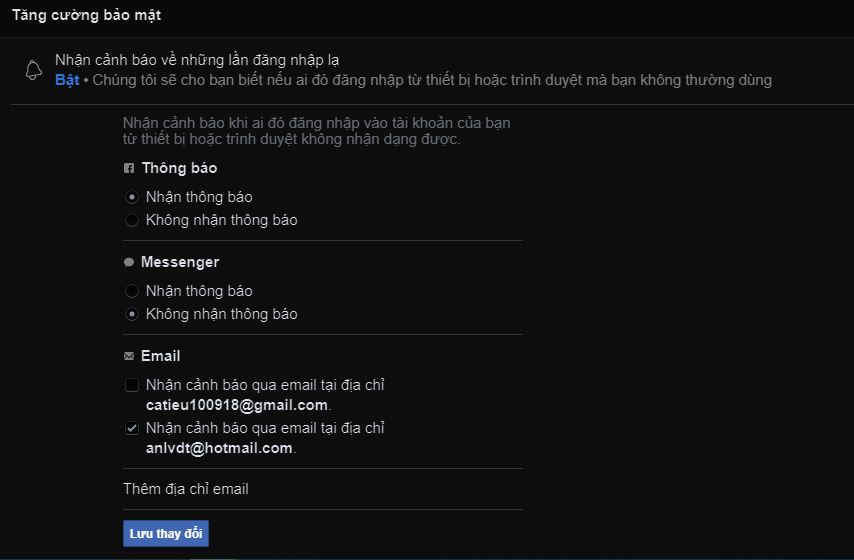 Tăng cường bảo mật
Nhận cảnh báo về những lần đăng nhập lạ
Bật • Chúng tôi sẽ cho bạn biết nếu ai đó đăng nhập từ thiết bị hoặc trình duyệt mà bạn không thường dùng
Nhận cảnh báo khi ai đó đăng nhập vào tài khoản của bạn
từ thiết bị hoặc trình duyệt không nhận dạng được.
Thông báo
Nhận thông báo
Không nhận thông báo
Messenger
Nhận thông báo
Không nhận thông báo
Email
Nhận cảnh báo qua email tại địa chỉ
catieu100918@gmail.com.
Nhận cảnh báo qua email tại địa chỉ
anlvdt@hotmail.com.
Thêm địa chỉ email
Lưu thay đổi